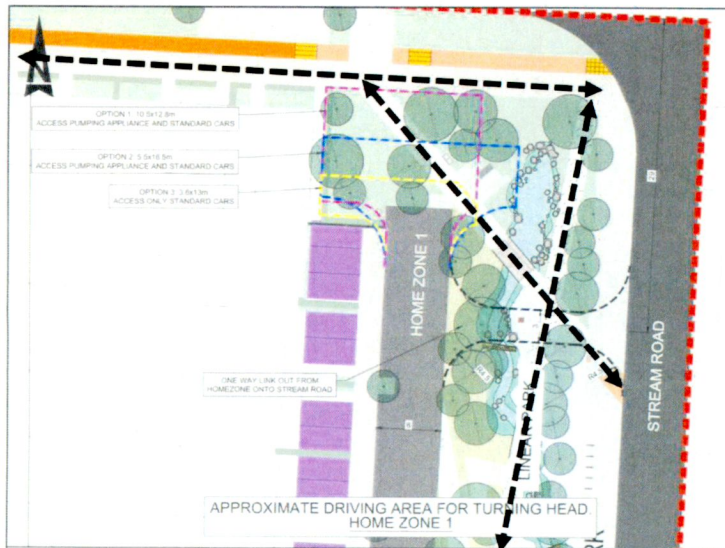 OPTION 1: 10.5x12.8m
ACCESS PUMPING APPLIANCE AND STANDARD CARS
OPTION 2: 5.5x16.5m
ACCESS PUMPING APPLIANCE AND STANDARD CARS
OPTION 3: 3.6x13m
ACCESS ONLY STANDARD CARS
HOME ZONE 1
ONE WAY LINK OUT FROM
HOMEZONE ONTO STREAM ROAD
LINEAR PARK
STREAM ROAD
APPROXIMATE DRIVING AREA FOR TURNING HEAD.
HOME ZONE 1